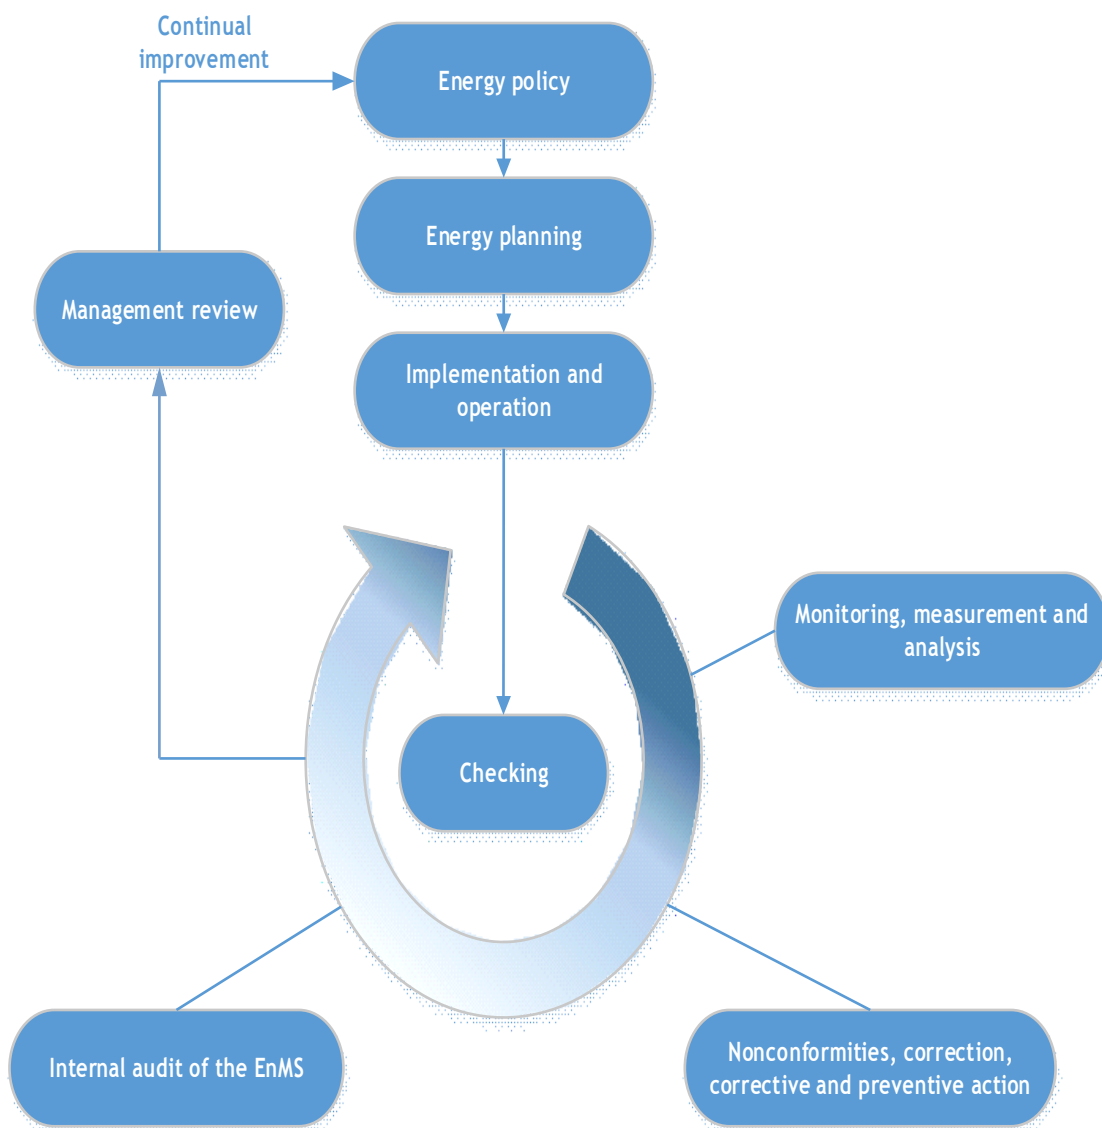 Continual
improvement
Energy policy
Energy planning
Management review
Implementation and
operation
Monitoring, measurement and
analysis
Checking
Internal audit of the EnMS
Nonconformities, correction,
corrective and preventive action